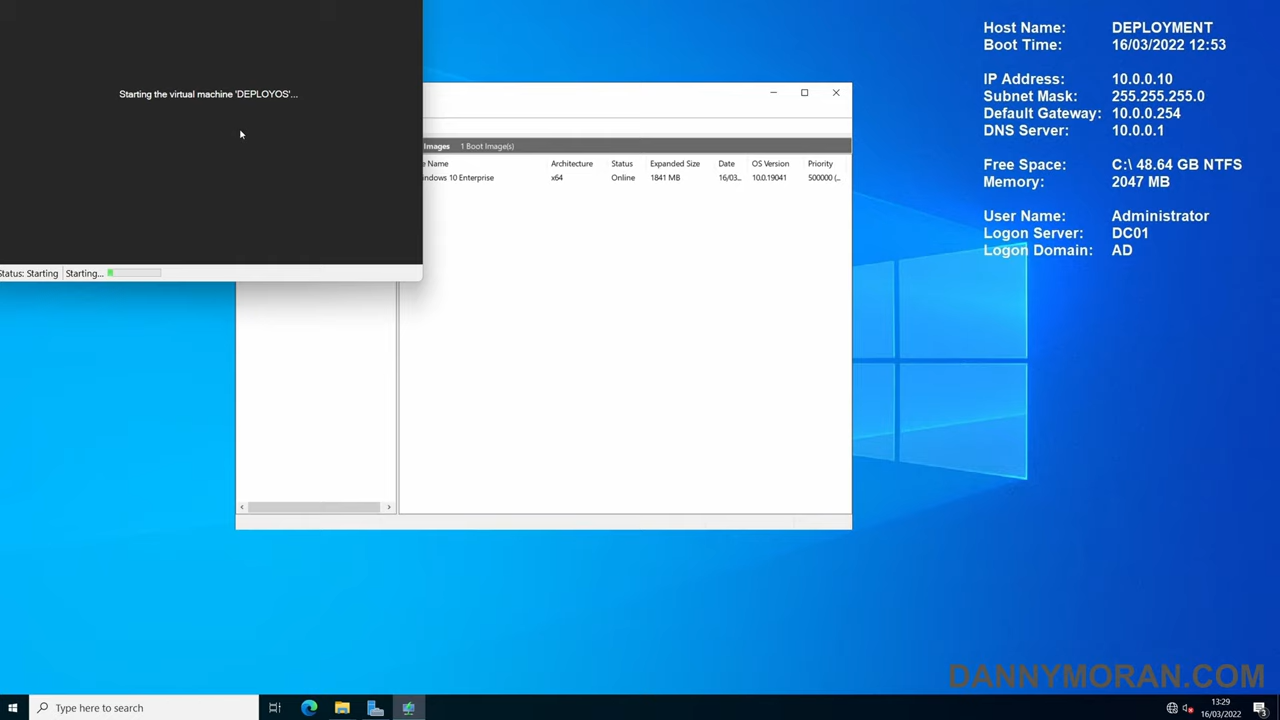 Host Name: DEPLOYMENT
Boot Time: 16/03/2022 12:53
IP Address: 10.0.0.10
Subnet Mask: 255.255.255.0
Default Gateway: 10.0.0.254
DNS Server: 10.0.0.1
Free Space: C:\ 48.64 GB NTFS
Memory: 2047 MB
User Name: Administrator
Logon Server: DC01
Logon Domain: AD
Starting the virtual machine 'DEPLOYOS'...
Status: Starting Starting...
Images 1 Boot Image(s)
Name Architecture Status Expanded Size Date OS Version Priority
indows 10 Enterprise x64 Online 1841 MB 16/03... 10.0.19041 500000 (...
DANNYMORAN.COM
Type here to search
13:29
16/03/2022
3